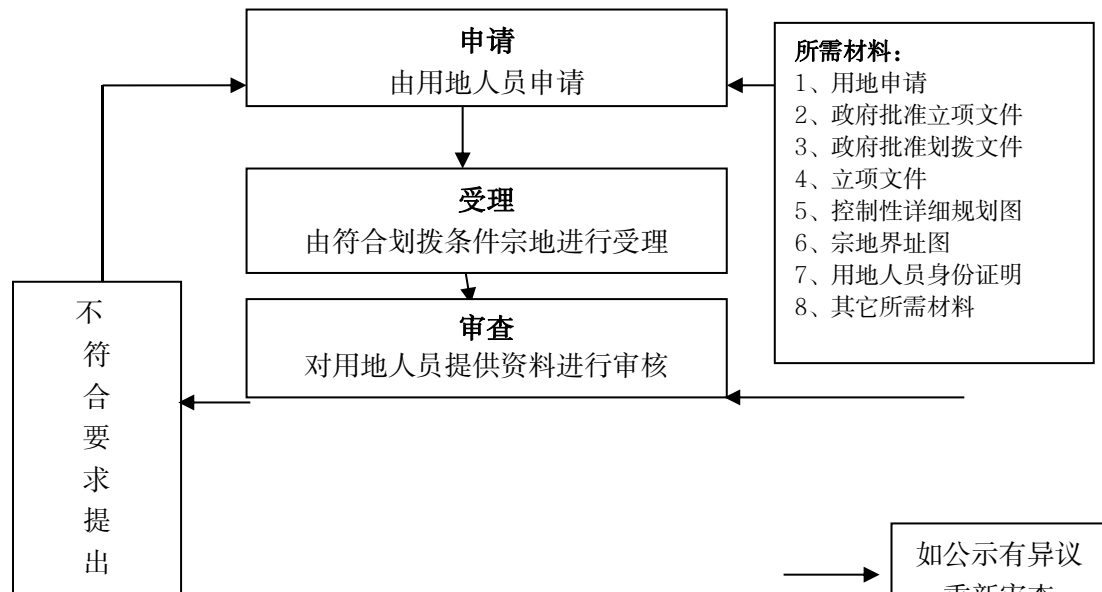 申请
由用地人员申请
所需材料：
1、用地申请
2、政府批准立项文件
3、政府批准划拨文件
4、立项文件
5、控制性详细规划图
6、宗地界址图
7、用地人员身份证明
8、其它所需材料
受理
由符合划拨条件宗地进行受理
审查
对用地人员提供资料进行审核
不
符
合
要
求
提
出
如公示有异议
重新审查